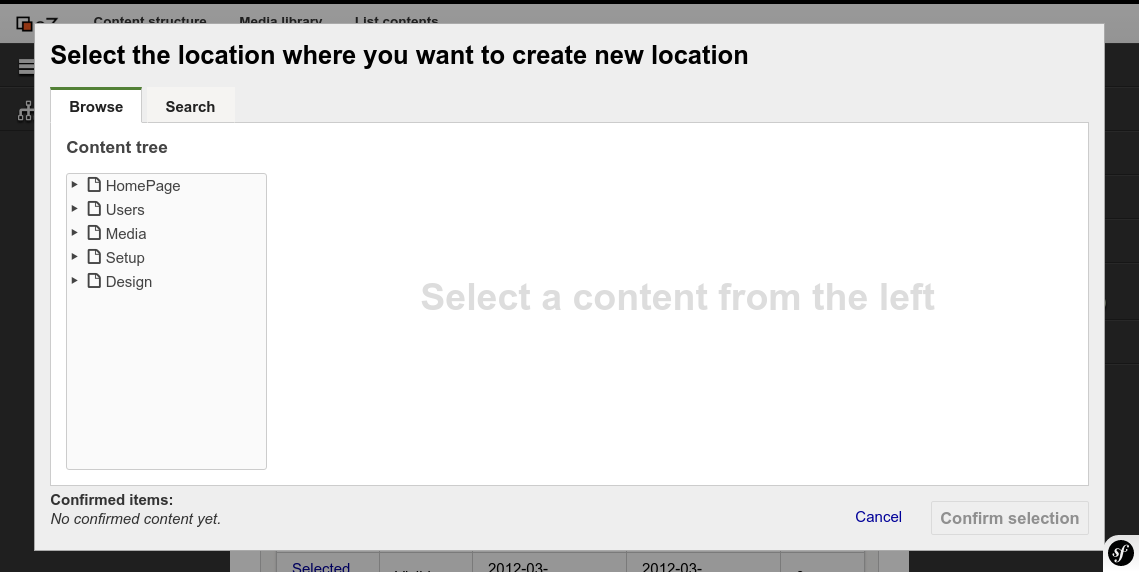 Content structure Media library List contents
Select the location where you want to create new location
Browse Search
Content tree
HomePage
Users
Media
Setup
Design
Select a content from the left
Confirmed items:
No confirmed content yet.
Cancel Confirm selection
sf
Selected 2012-03- 2012-03-